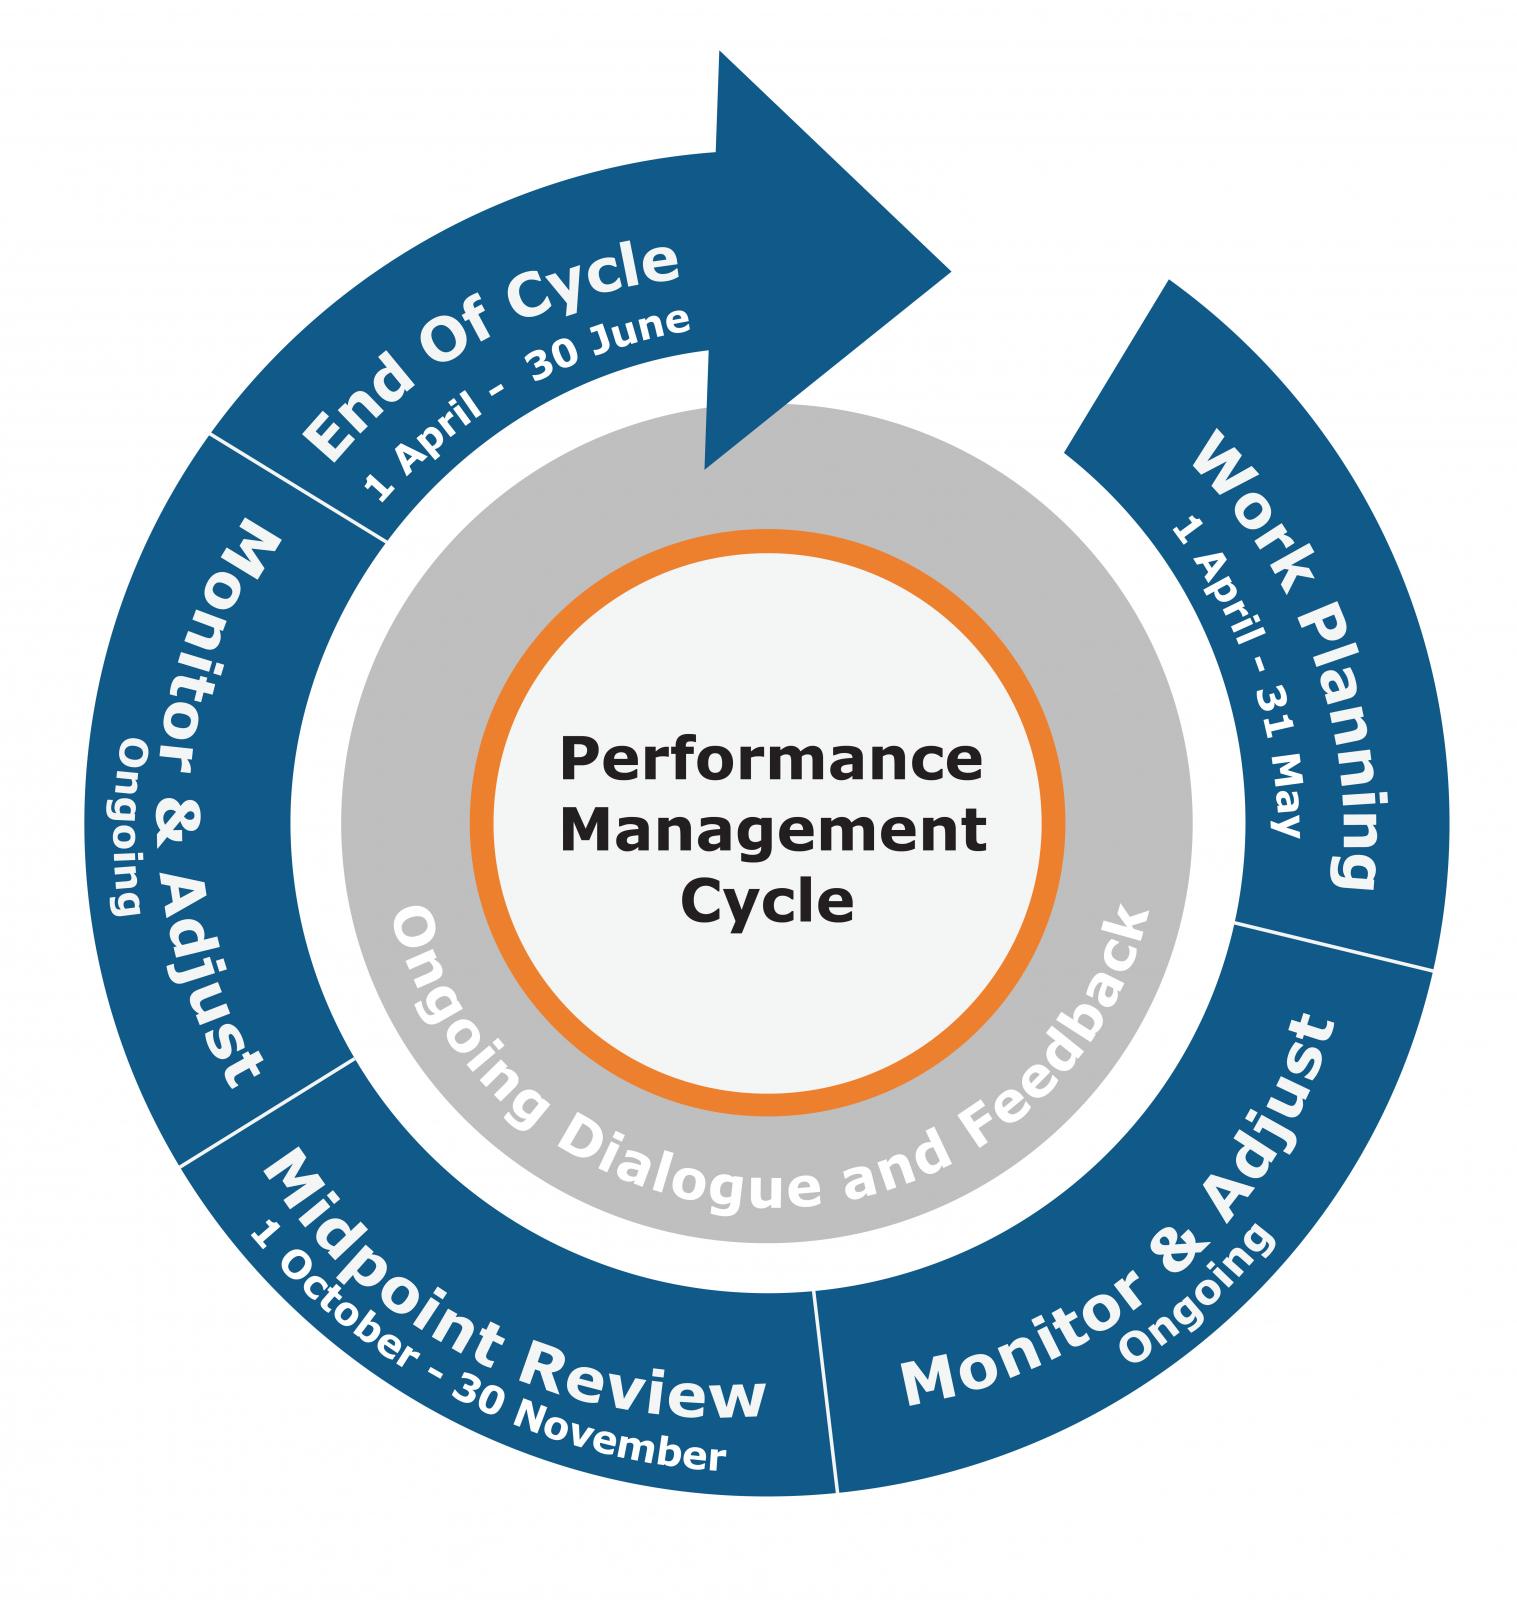 Performance
Management
Cycle
Ongoing Dialogue and Feedback
Work Planning
1 April - 31 May
Monitor & Adjust
Ongoing
Midpoint Review
1 October - 30 November
Monitor & Adjust
Ongoing
End Of Cycle
1 April - 30 June